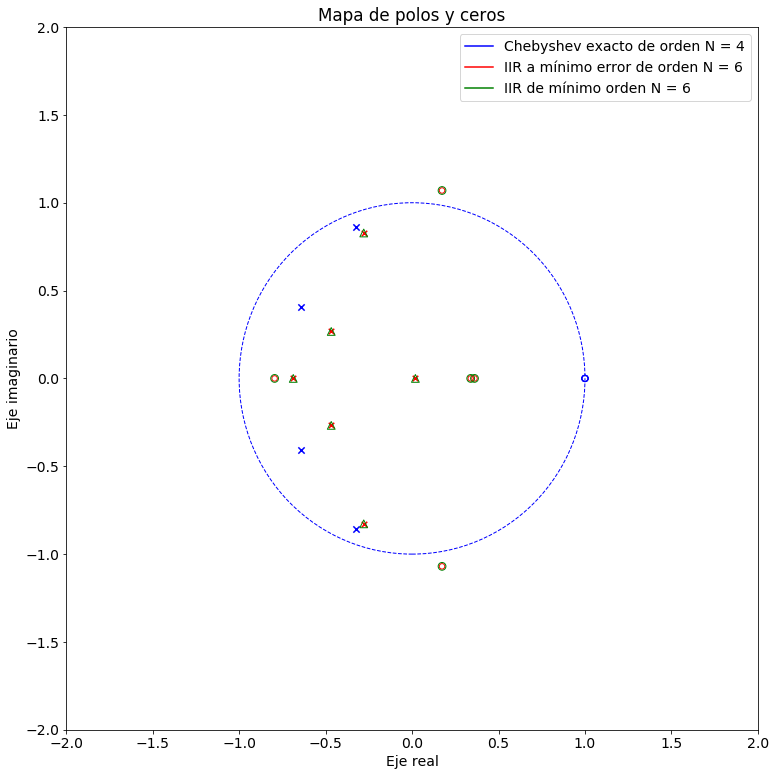 Mapa de polos y ceros
Chebyshev exacto de orden N = 4
IIR a mínimo error de orden N = 6
IIR de mínimo orden N = 6
2.0
1.5
1.0
0.5
0.0
−0.5
−1.0
−1.5
−2.0
Eje imaginario
−2.0 −1.5 −1.0 −0.5 0.0 0.5 1.0 1.5 2.0
Eje real